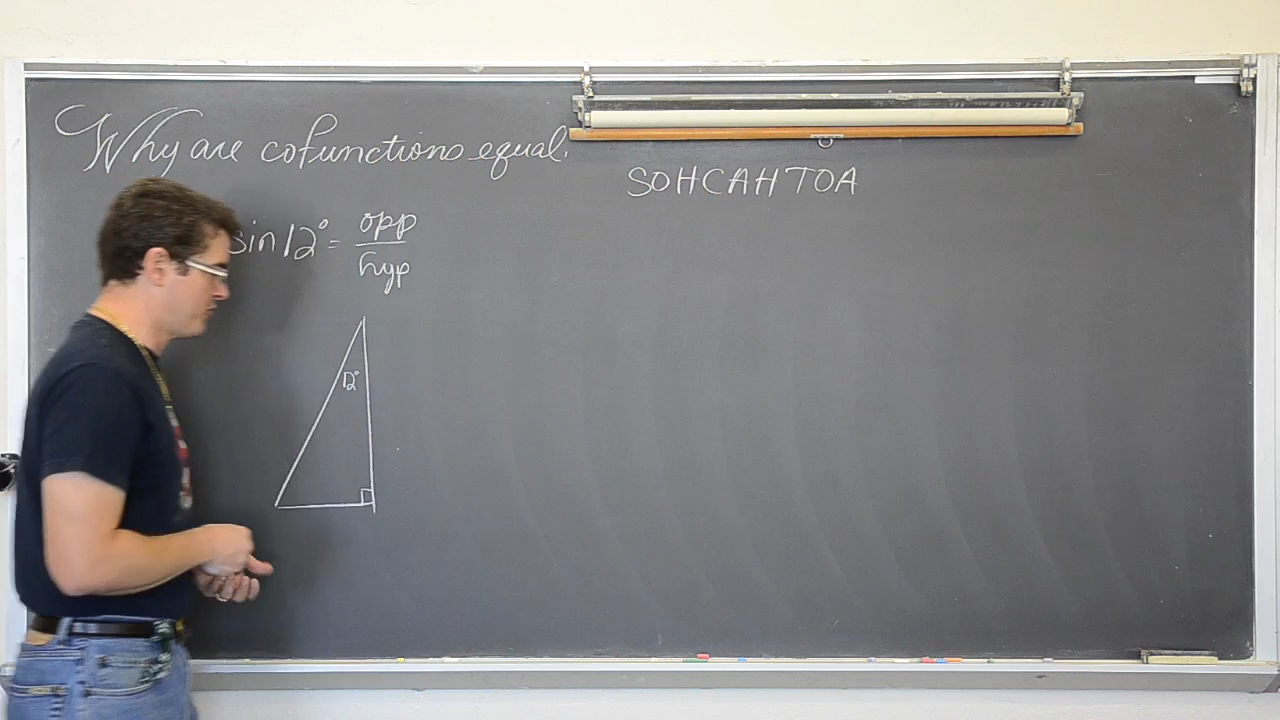 Why are cofunctions equal.
SOHCAHTOA
sin 12° = opp
hyp
12°